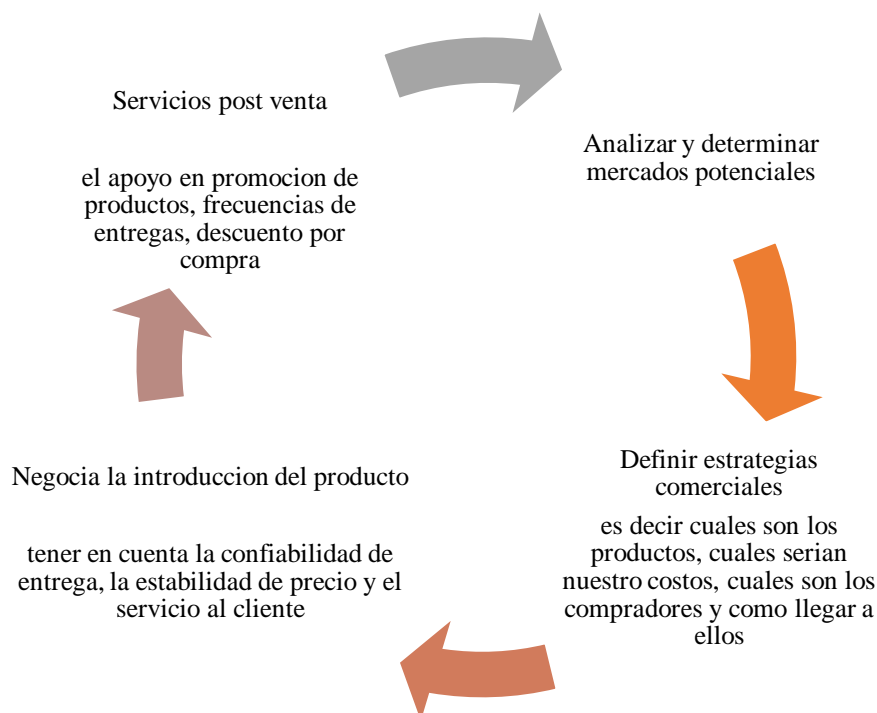 Servicios post venta
el apoyo en promocion de
productos, frecuencias de
entregas, descuento por
compra
Analizar y determinar
mercados potenciales
Definir estrategias
comerciales
es decir cuales son los
productos, cuales serian
nuestro costos, cuales son los
compradores y como llegar a
ellos
Negocia la introduccion del producto
tener en cuenta la confiabilidad de
entrega, la estabilidad de precio y el
servicio al cliente